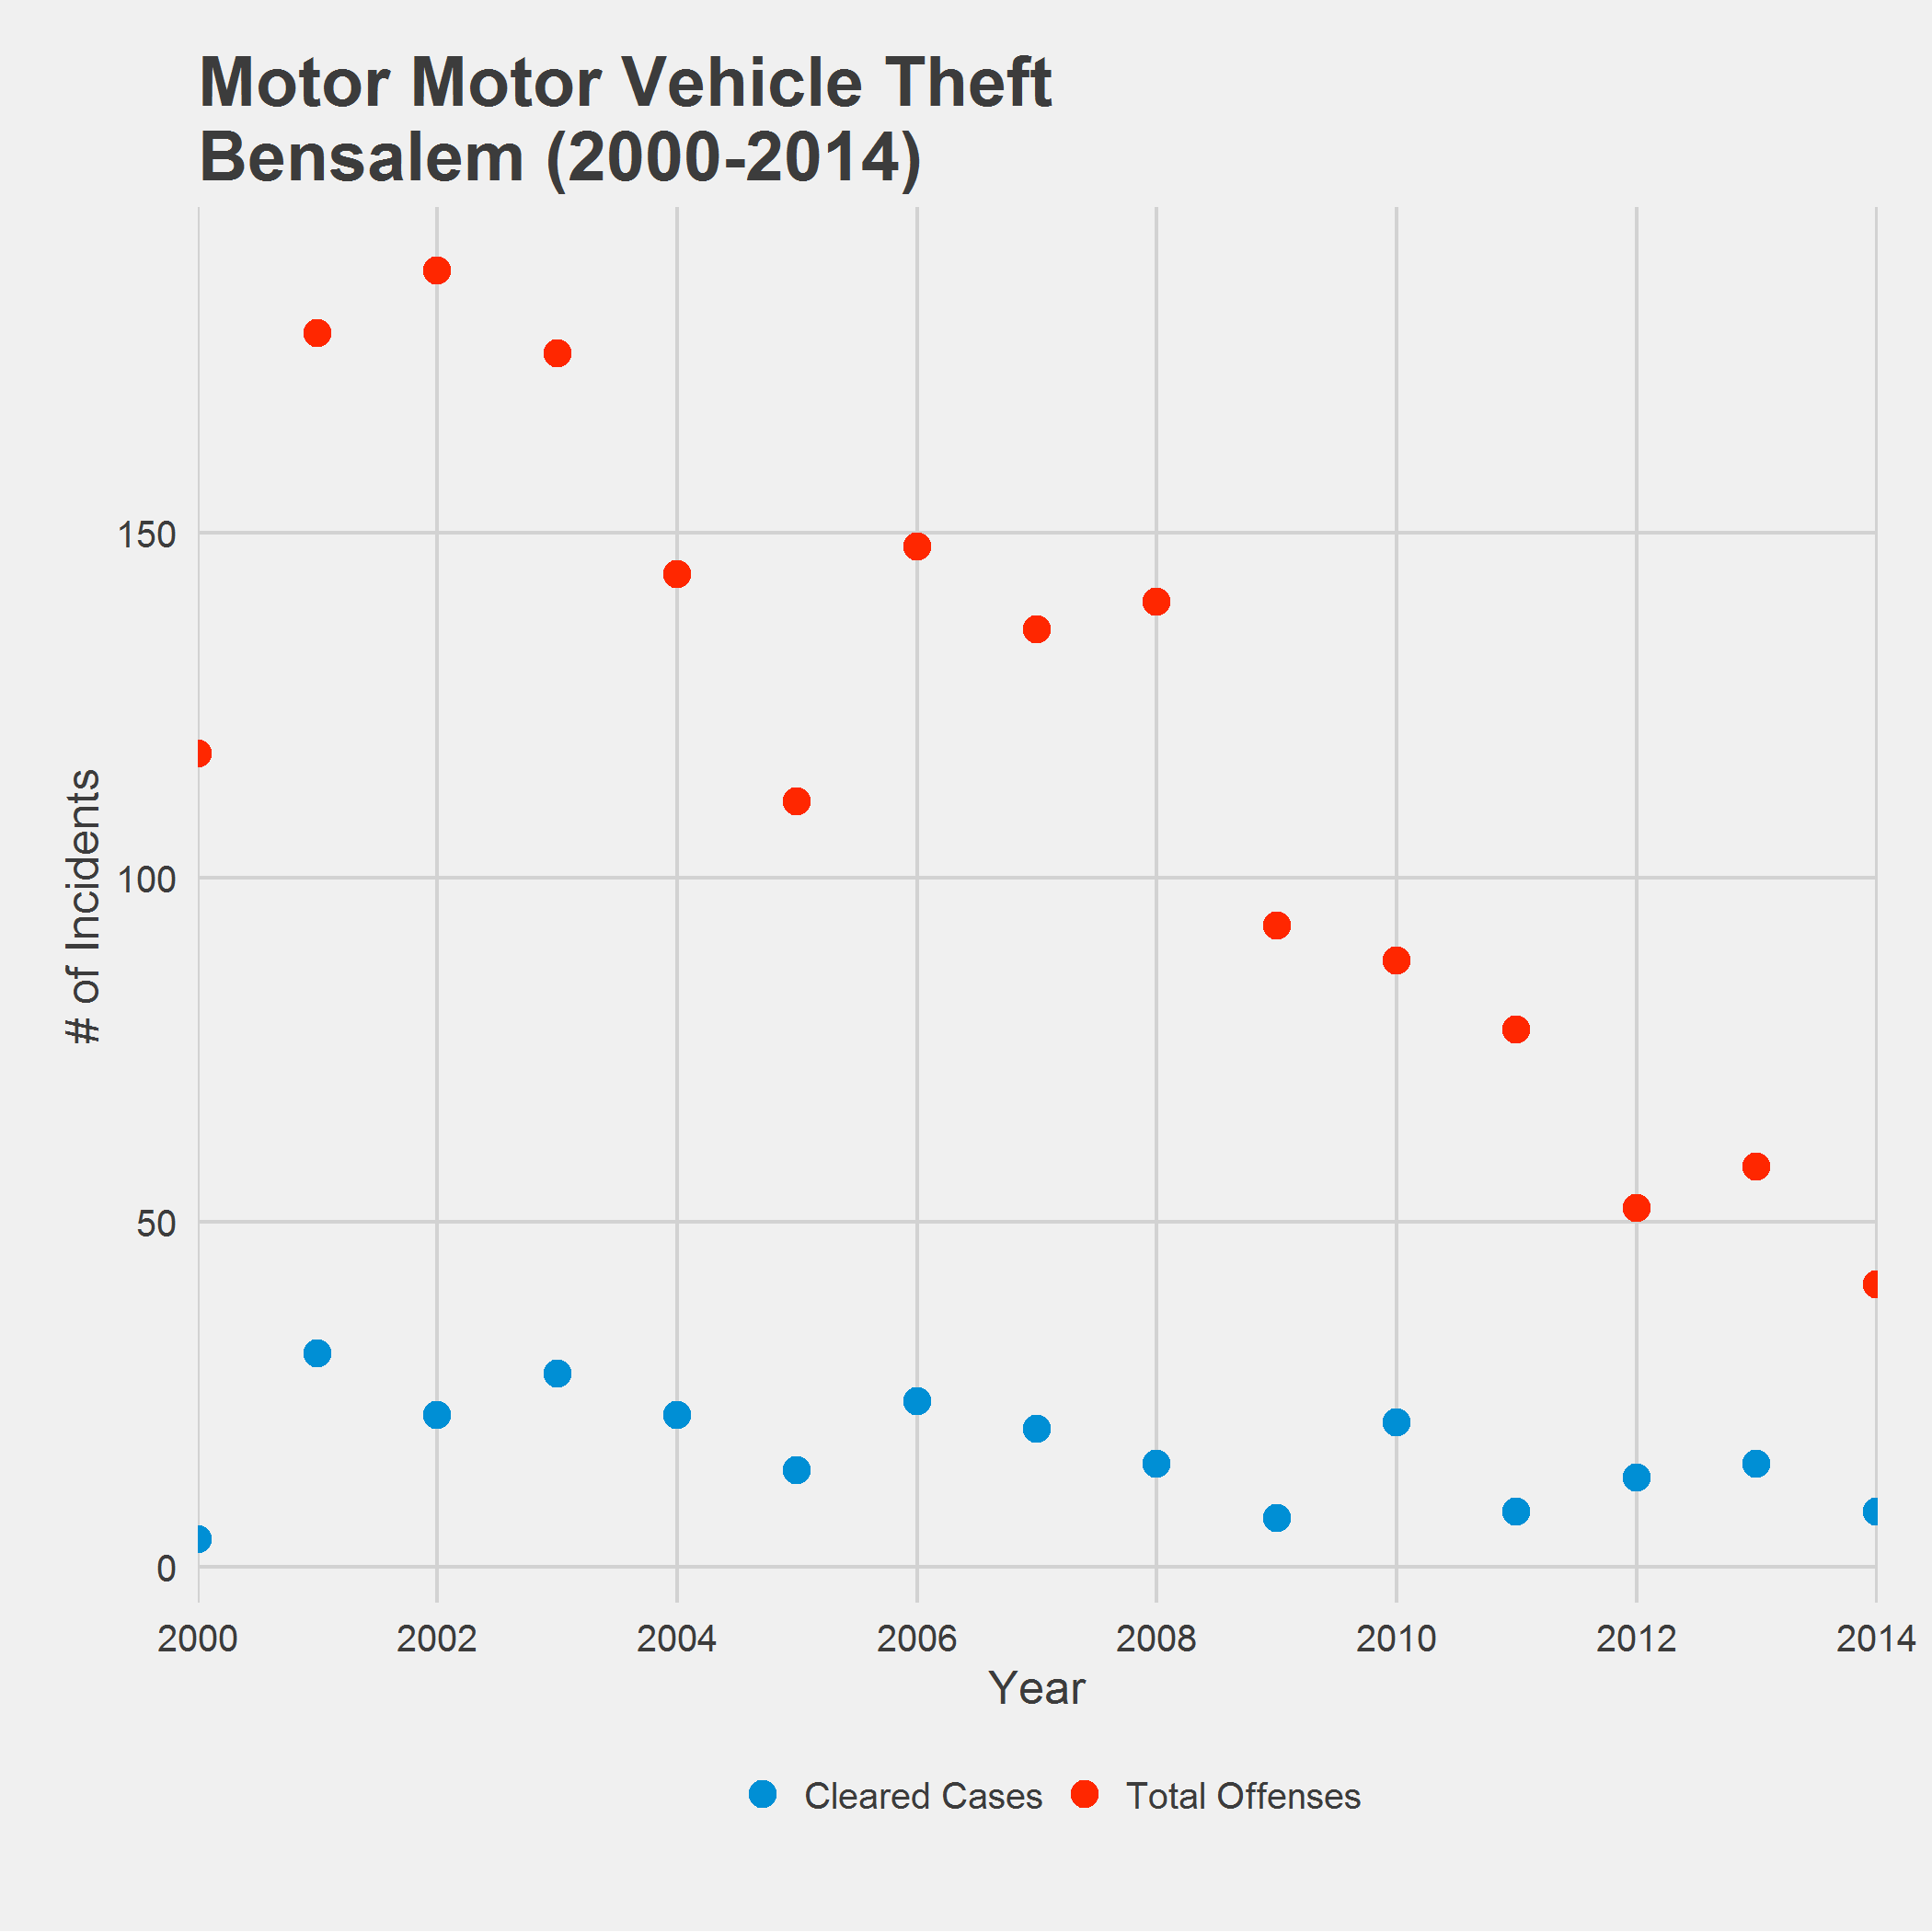 Motor Motor Vehicle Theft
Bensalem (2000-2014)
150
100
50
0
# of Incidents
2000 2002 2004 2006 2008 2010 2012 2014
Year
Cleared Cases Total Offenses